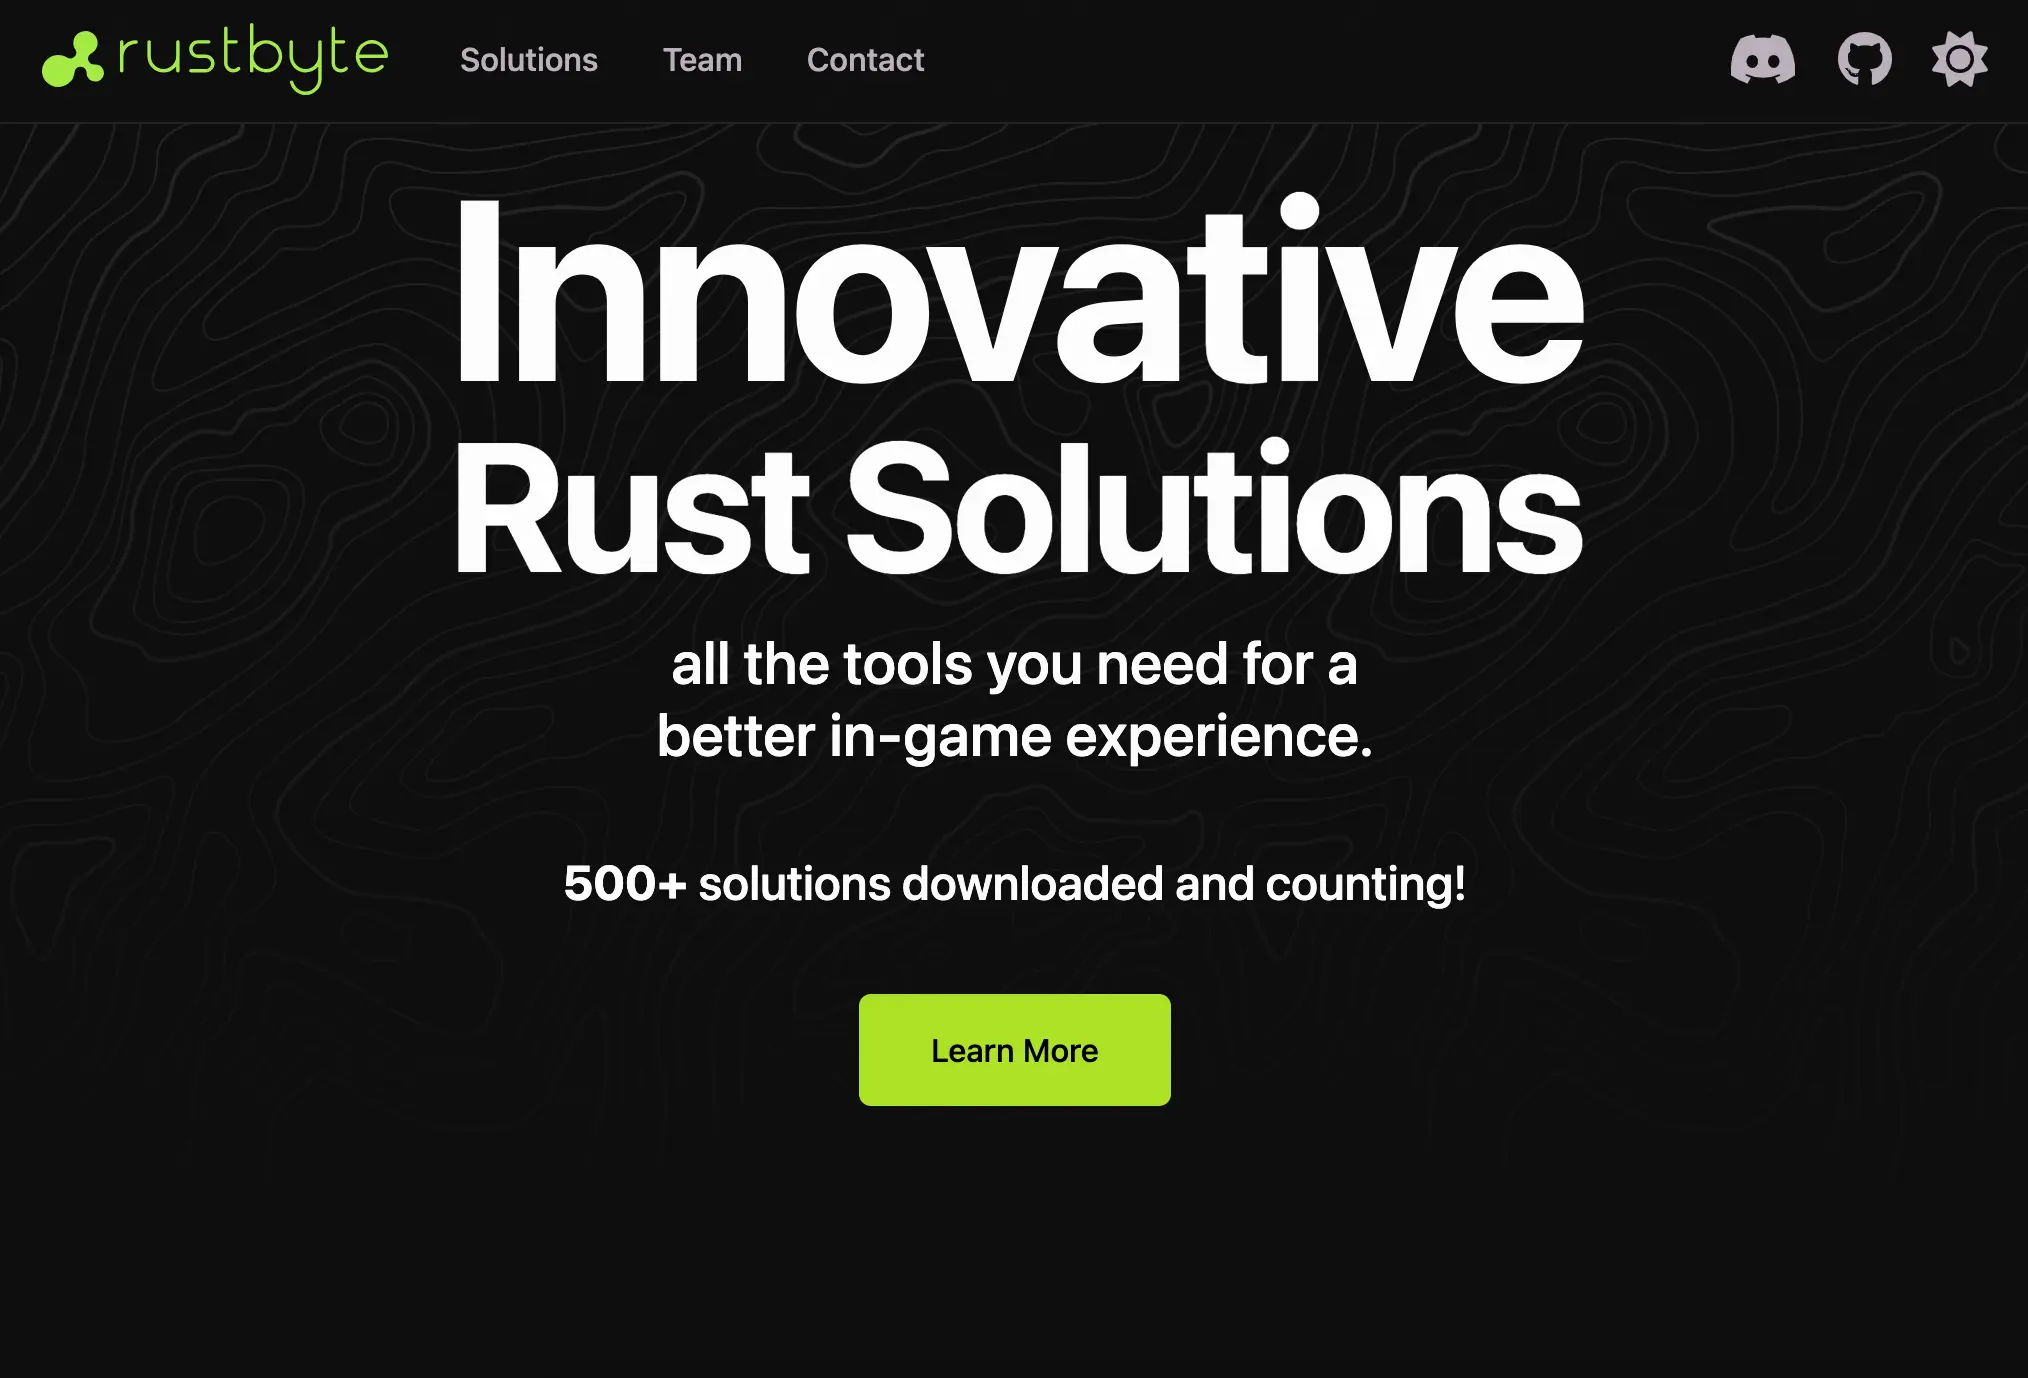 rustbyte
Solutions
Team
Contact
Innovative
Rust Solutions
all the tools you need for a
better in-game experience.
500+ solutions downloaded and counting!
Learn More